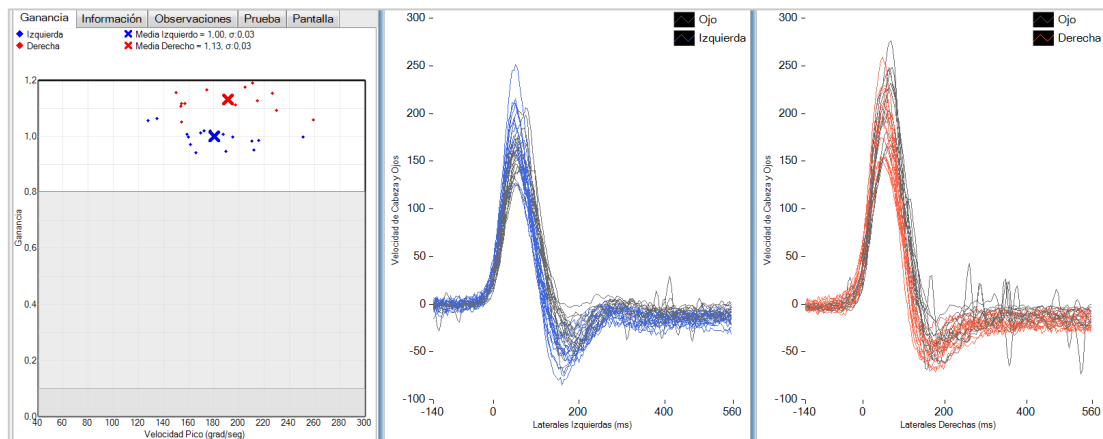 Ganancia Información Observaciones Prueba Pantalla
Izquierda Media Izquierdo = 1,00, σ:0.03
Derecha Media Derecho = 1,13, σ:0,03
1,2
1,0
0,8
0,6
0,4
0,2
0,0
Ganancia
40 60 80 100 120 140 160 180 200 220 240 260 280 300
Velocidad Pico (grad/seg)
Ojo
Izquierda
300
250
200
150
100
50
0
-50
-100
Velocidad de Cabeza y Ojos
-140 0 200 400 560
Laterales Izquierdas (ms)
Ojo
Derecha
300
250
200
150
100
50
0
-50
-100
Velocidad de Cabeza y Ojos
-140 0 200 400 560
Laterales Derechas (ms)